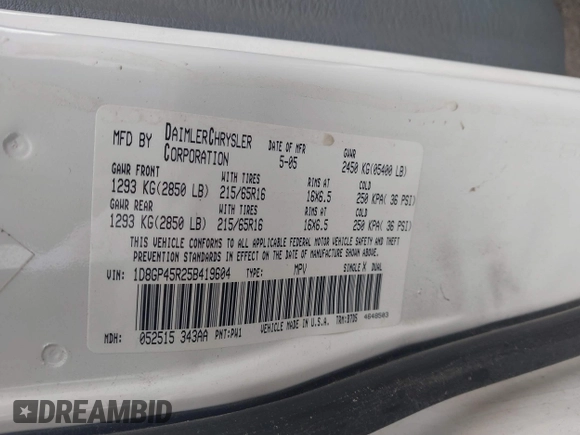 MFD BY DAIMLERCHRYSLER CORPORATION DATE OF MFR 5-05 GVWR 2450 KG(05400 LB)
GAWR FRONT WITH TIRES RIMS AT COLD
1293 KG(2850 LB) 215/65R16 16X6.5 250 KPA( 36 PSI)
GAWR REAR WITH TIRES RIMS AT COLD
1293 KG(2850 LB) 215/65R16 16X6.5 250 KPA( 36 PSI)
THIS VEHICLE CONFORMS TO ALL APPLICABLE FEDERAL MOTOR VEHICLE SAFETY AND THEFT
PREVENTION STANDARDS IN EFFECT ON THE DATE OF MANUFACTURE SHOWN ABOVE.
VIN: 1D8GP45R25B419604 TYPE: MPV SINGLE X DUAL
MDH: 052515 343AA PNT: PW1 VEHICLE MADE IN U.S.A. TRM: 4648503
DREAMBID